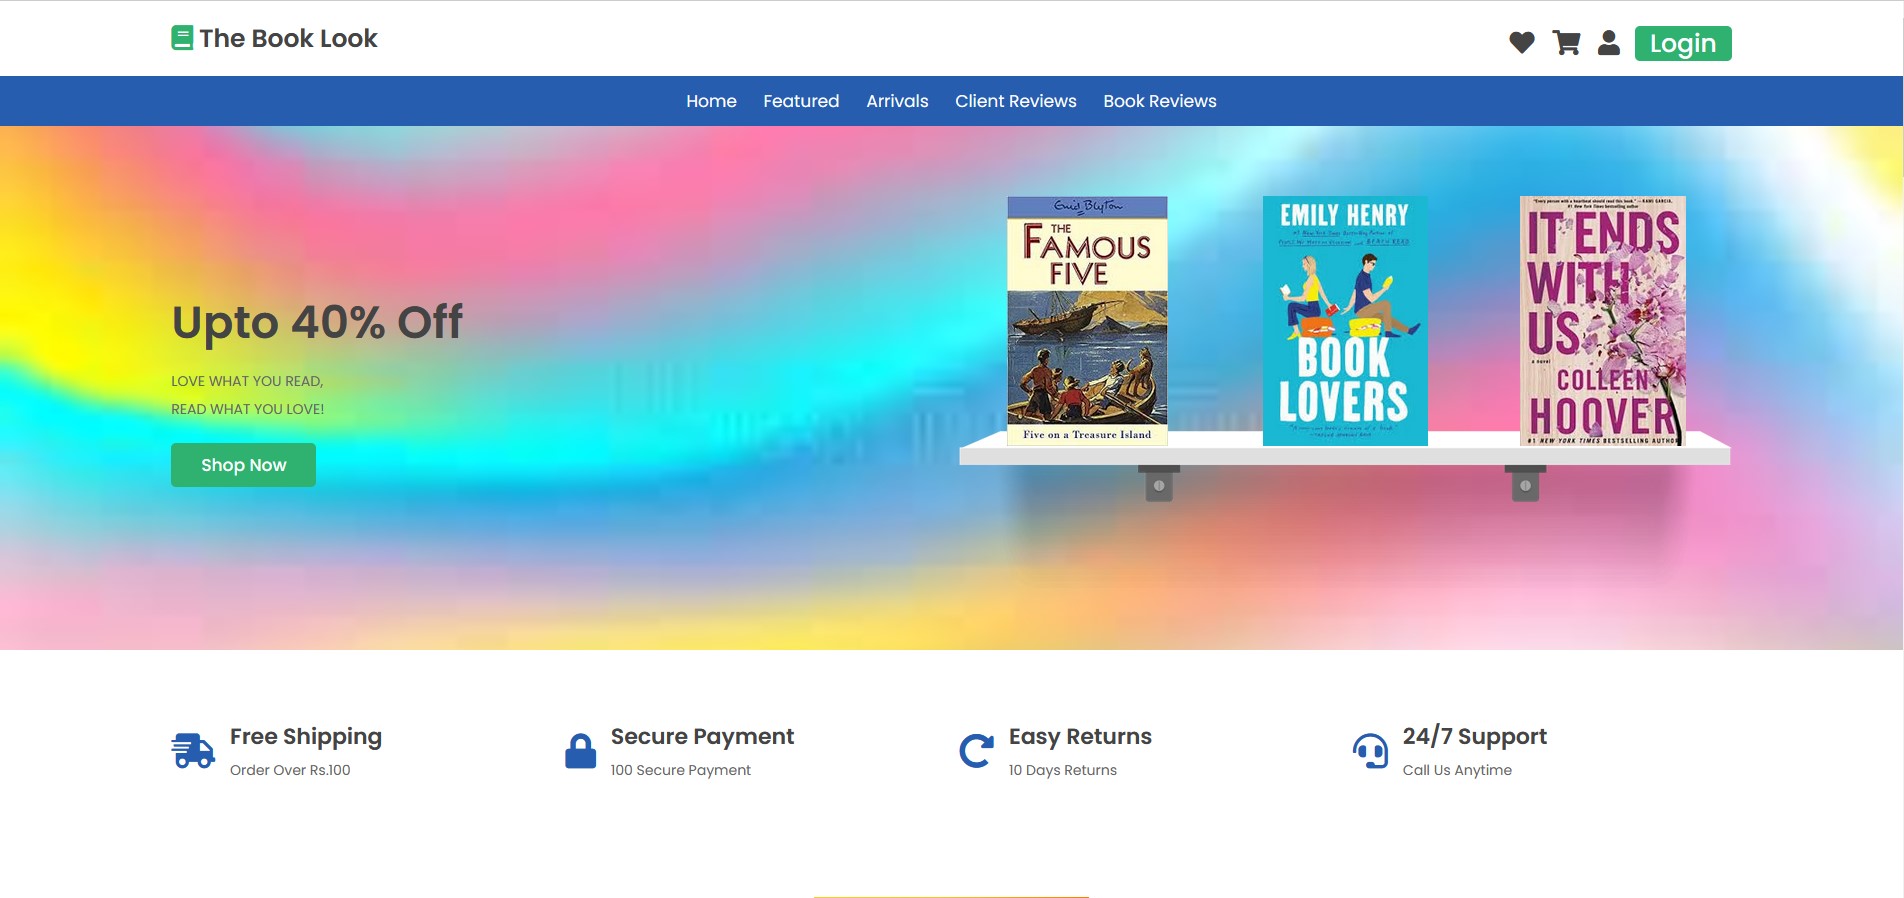 The Book Look
Login
Home Featured Arrivals Client Reviews Book Reviews
Upto 40% Off
LOVE WHAT YOU READ,
READ WHAT YOU LOVE!
Shop Now
Enid Blyton
THE
FAMOUS
FIVE
Five on a Treasure Island
EMILY HENRY
BOOK
LOVERS
IT ENDS
WITH
US
a novel
COLLEEN
HOOVER
#1 NEW YORK TIMES BESTSELLING AUTHOR
Free Shipping
Order Over Rs.100
Secure Payment
100 Secure Payment
Easy Returns
10 Days Returns
24/7 Support
Call Us Anytime